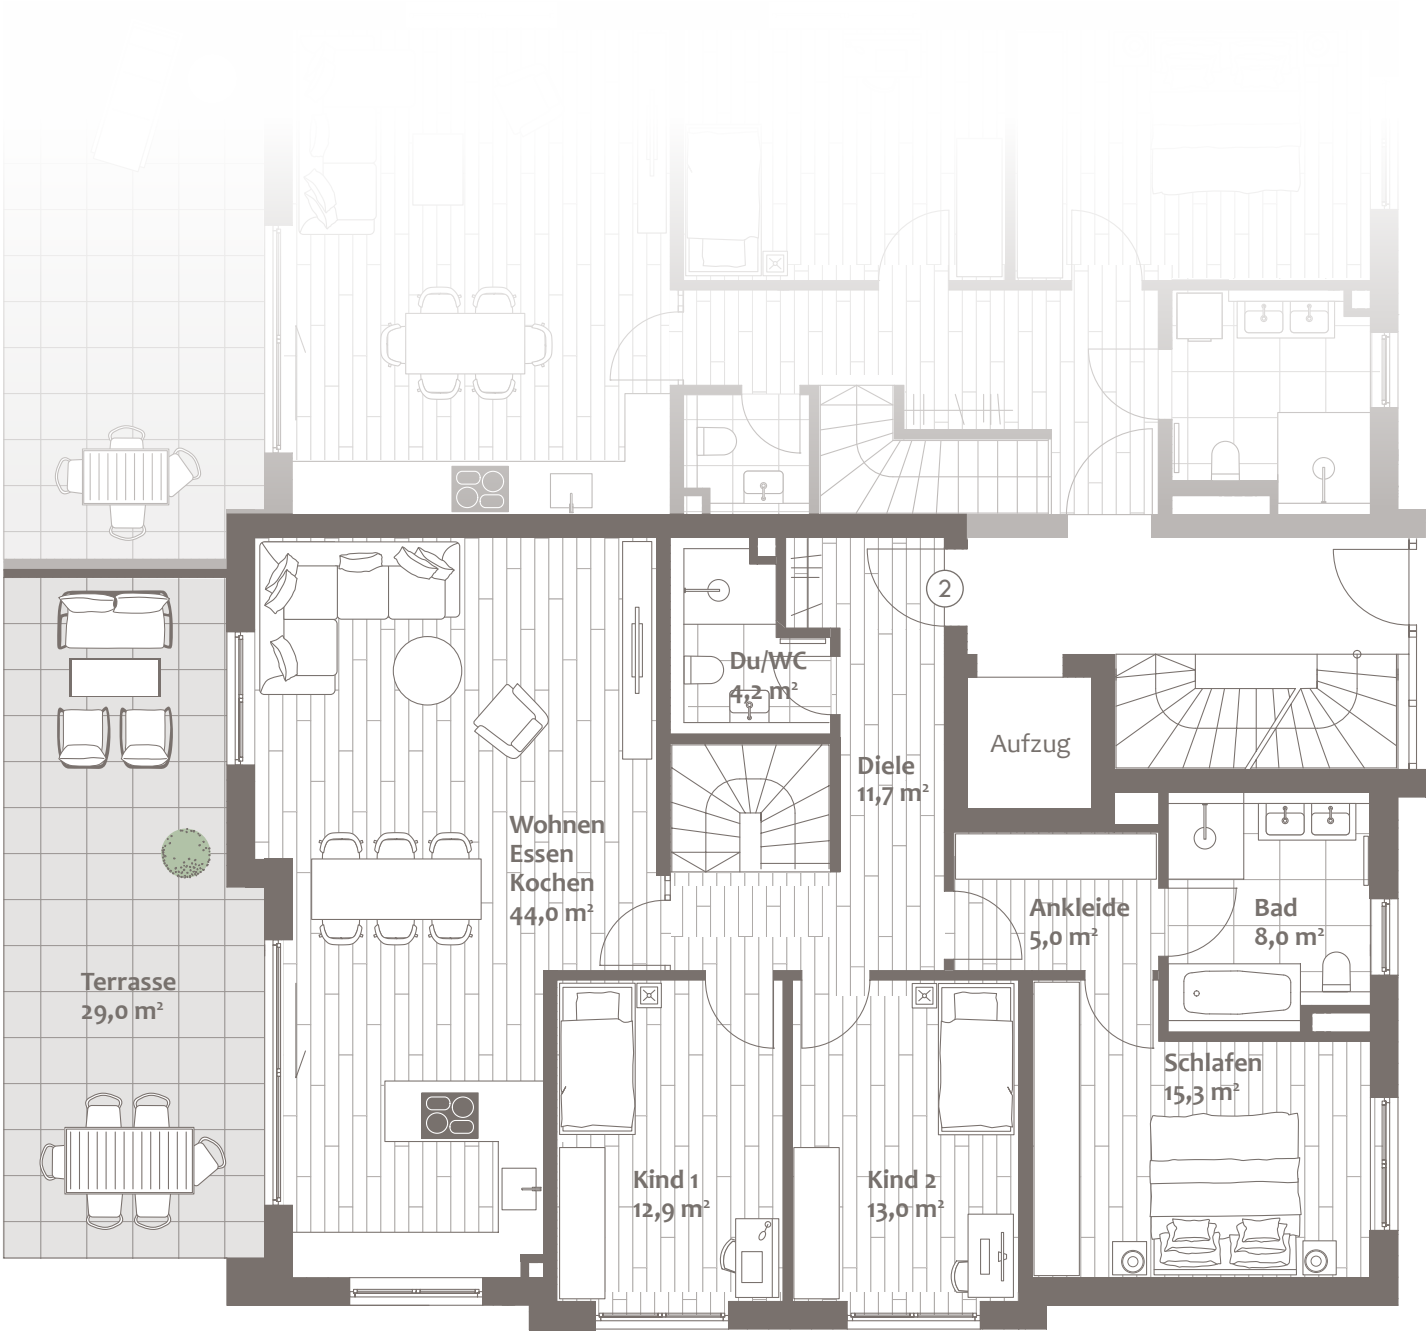 2
Du/WC
4,2 m²
Aufzug
Diele
11,7 m²
Wohnen
Essen
Kochen
44,0 m²
Ankleide
5,0 m²
Bad
8,0 m²
Terrasse
29,0 m²
Schlafen
15,3 m²
Kind 1
12,9 m²
Kind 2
13,0 m²